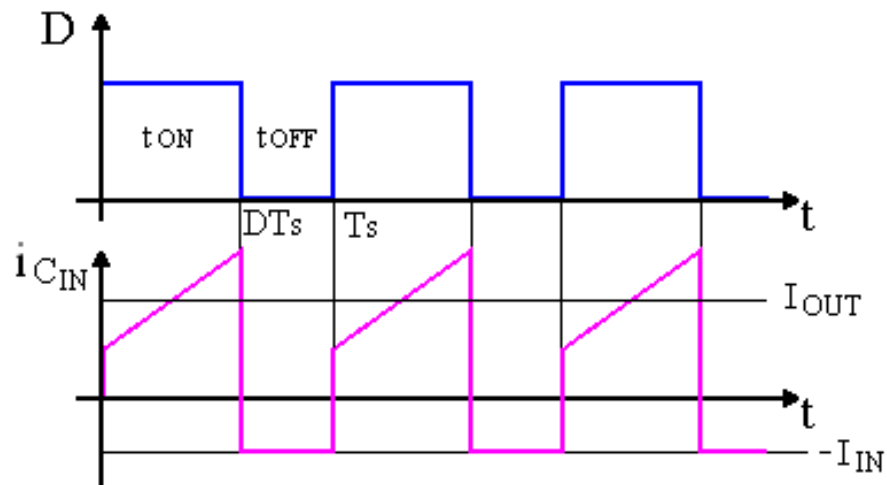 D
tON tOFF
t
DTs Ts
iCIN
IOUT
t
-IIN